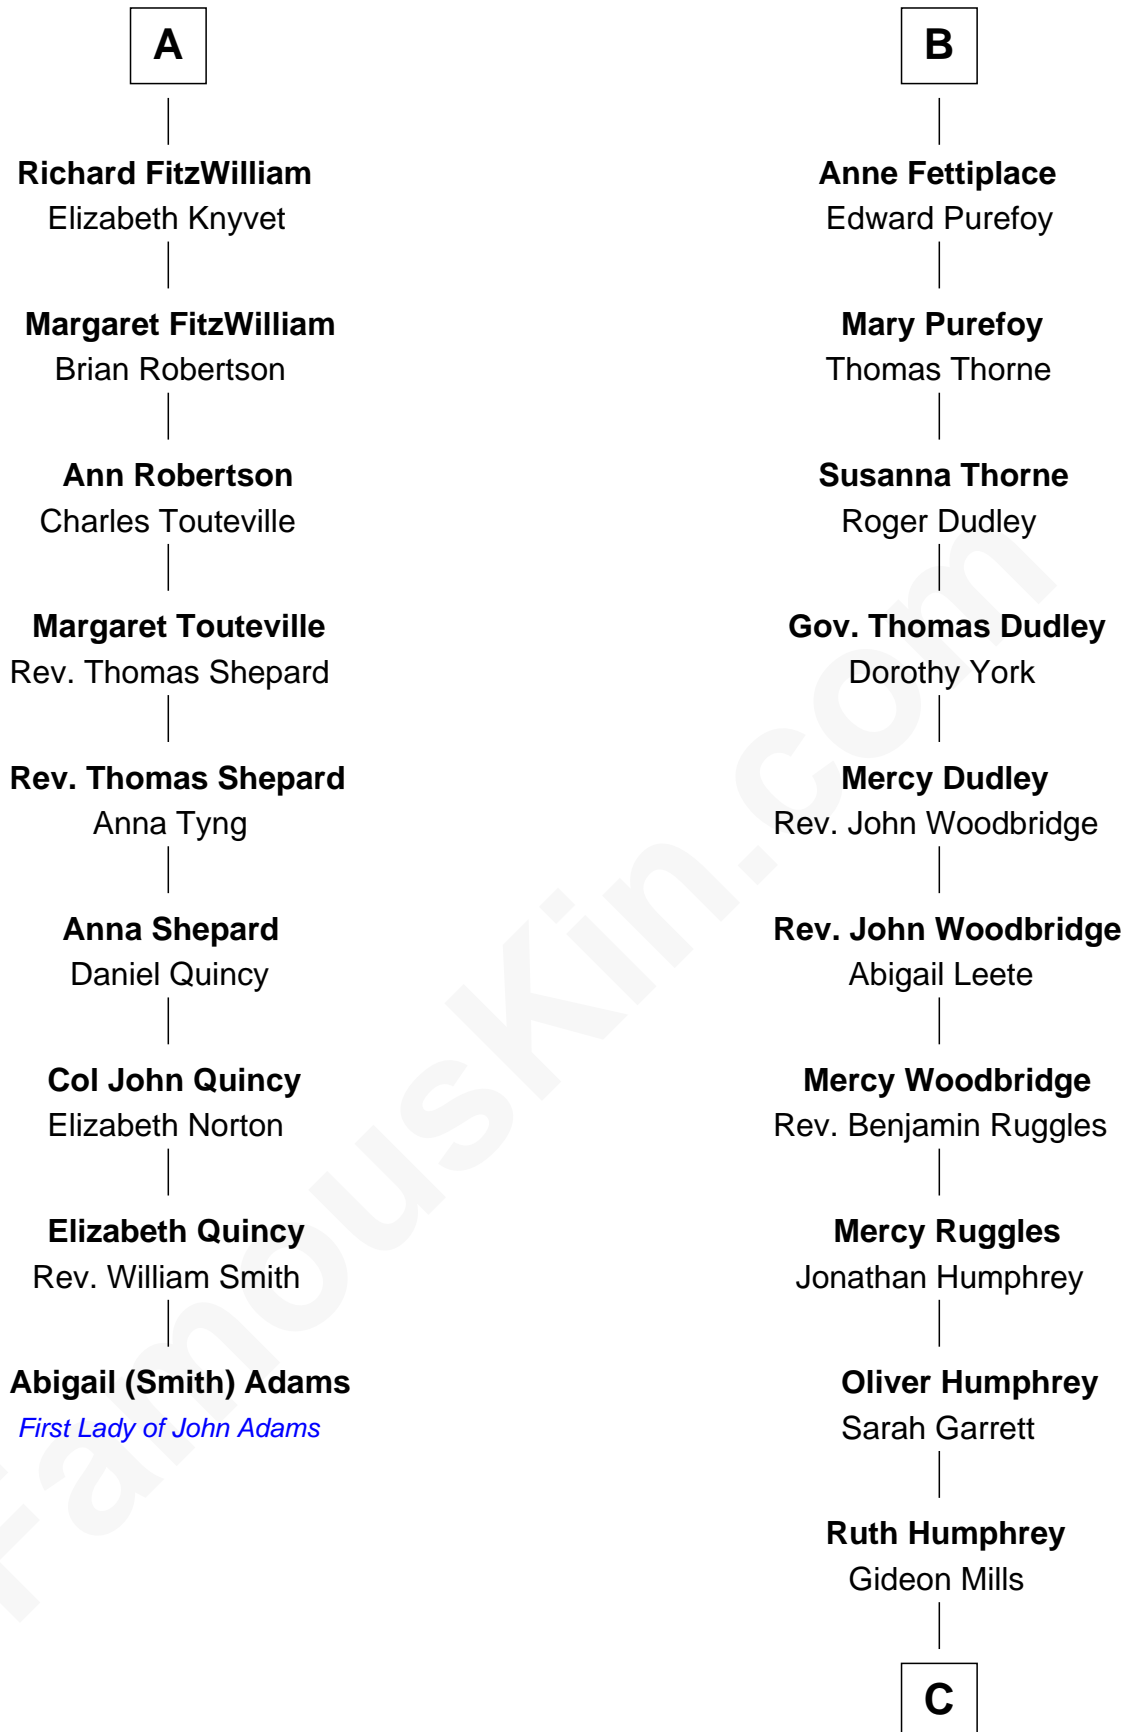 A
Richard FitzWilliam
Elizabeth Knyvet
Margaret FitzWilliam
Brian Robertson
Ann Robertson
Charles Touteville
Margaret Touteville
Rev. Thomas Shepard
Rev. Thomas Shepard
Anna Tyng
Anna Shepard
Daniel Quincy
Col John Quincy
Elizabeth Norton
Elizabeth Quincy
Rev. William Smith
Abigail (Smith) Adams
First Lady of John Adams
B
Anne Fettiplace
Edward Purefoy
Mary Purefoy
Thomas Thorne
Susanna Thorne
Roger Dudley
Gov. Thomas Dudley
Dorothy York
Mercy Dudley
Rev. John Woodbridge
Rev. John Woodbridge
Abigail Leete
Mercy Woodbridge
Rev. Benjamin Ruggles
Mercy Ruggles
Jonathan Humphrey
Oliver Humphrey
Sarah Garrett
Ruth Humphrey
Gideon Mills
C
FamousKin.com